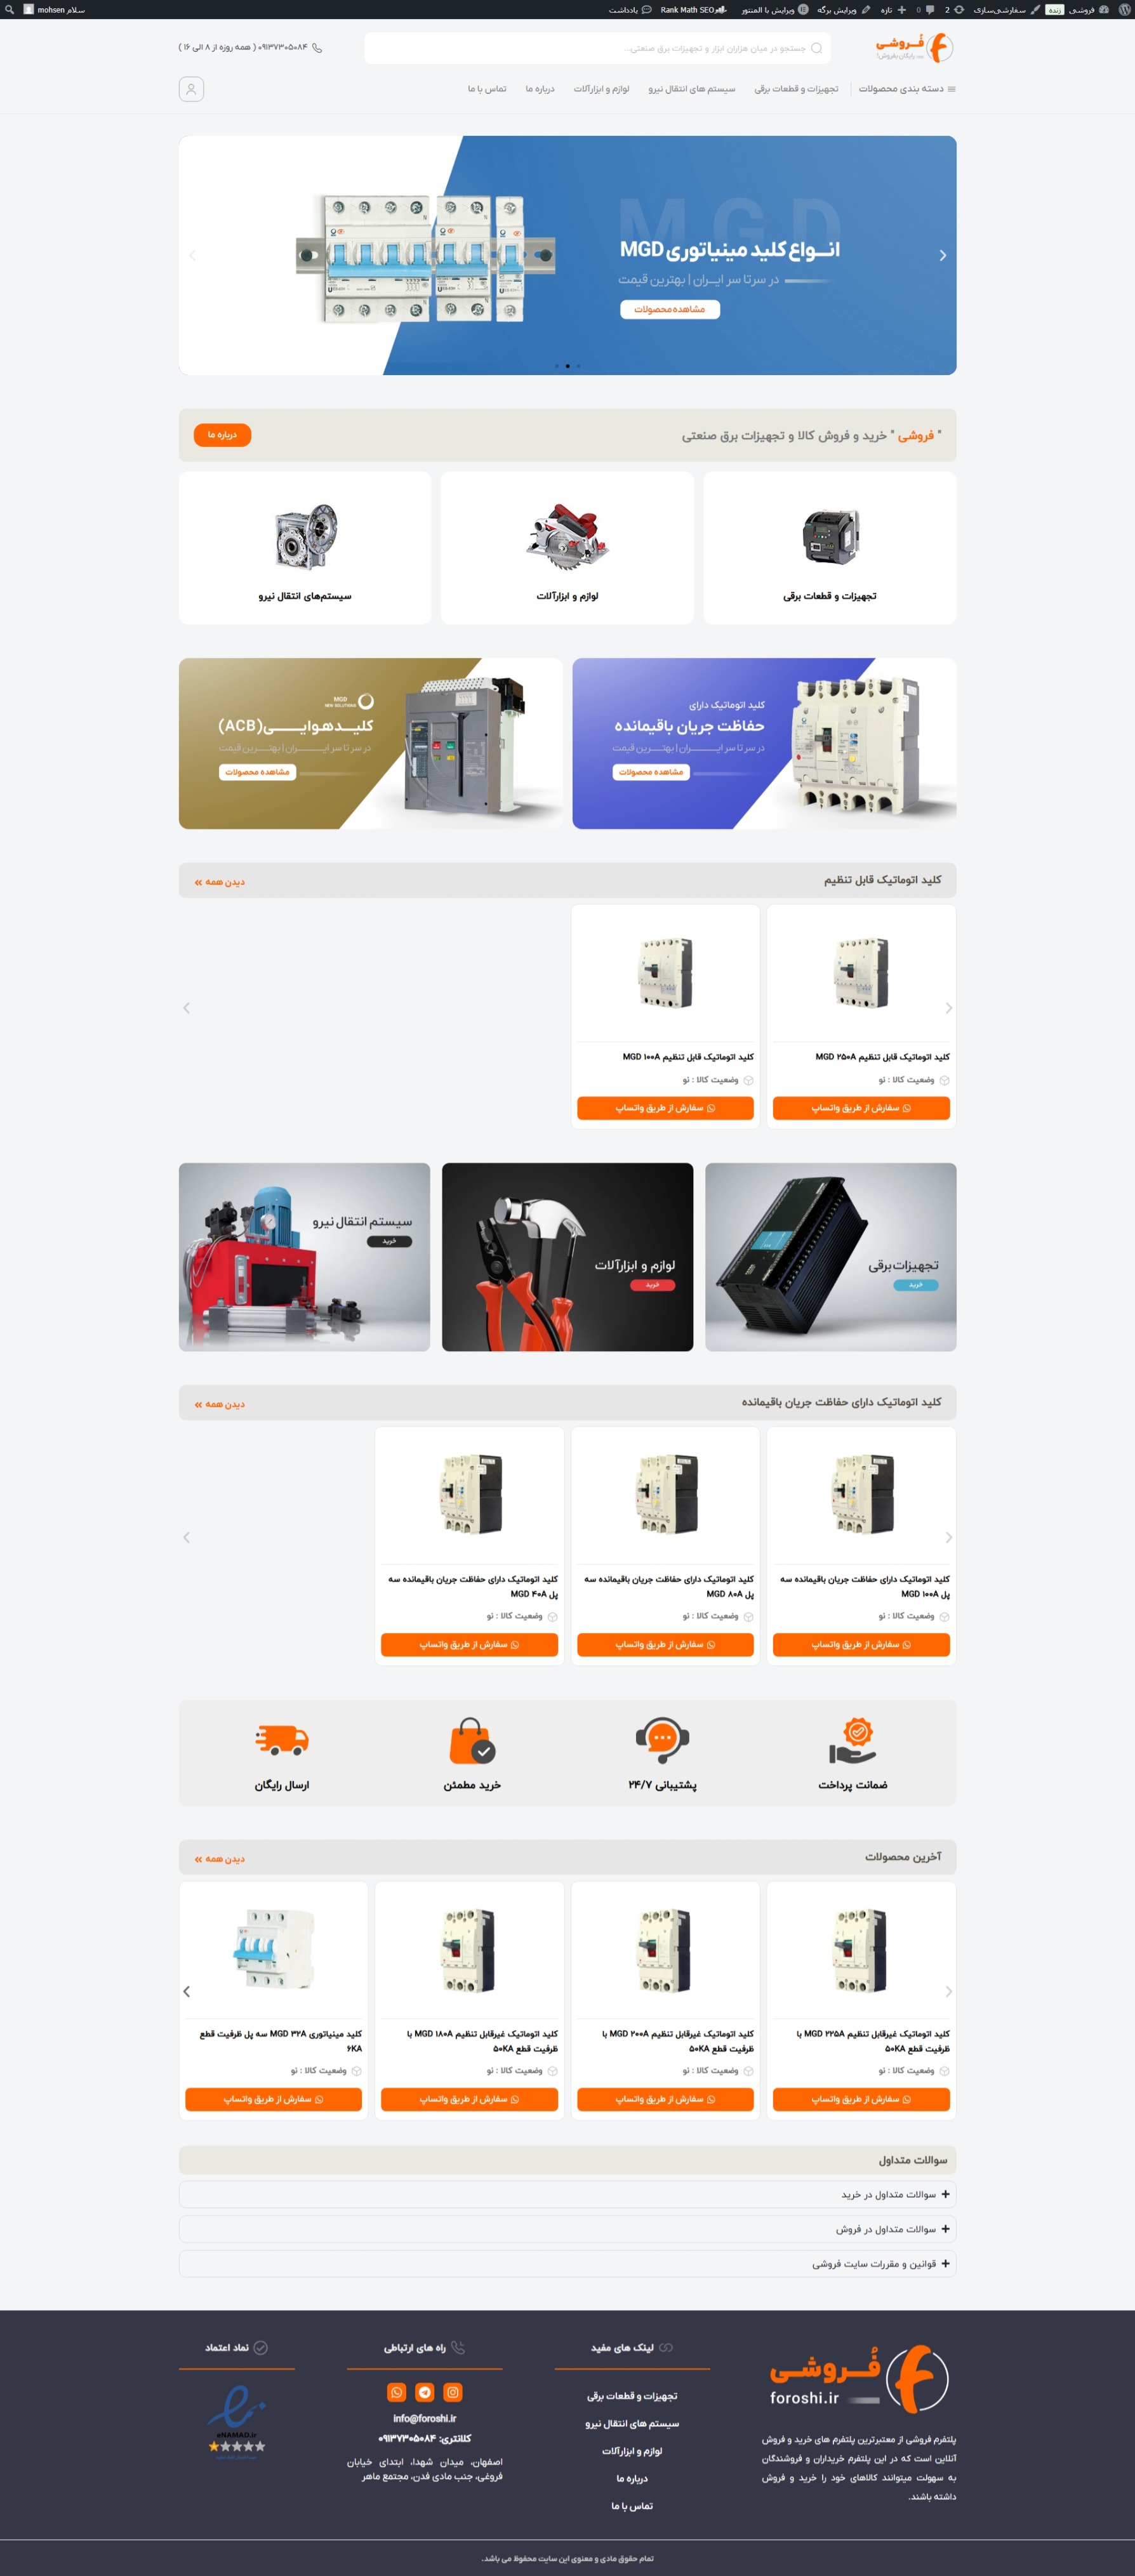 فروشی
زنده
سفارشی‌سازی
2
0
تازه
ویرایش برگه
ویرایش با المنتور
Rank Math SEO
یادداشت
سلام mohsen
فُروشی
جستجو در میان هزاران ابزار و تجهیزات برق صنعتی...
۰۹۱۳۷۳۰۵۰۸۴ ( همه روزه از ۸ الی ۱۶ )
دسته بندی محصولات
تجهیزات و قطعات برقی
سیستم های انتقال نیرو
لوازم و ابزارآلات
درباره ما
تماس با ما
MGD
انـــواع کلید مینیاتوری MGD
در سرتا سر ایـــران | بهترین قیمت
مشاهده محصولات
" فروشی " خرید و فروش کالا و تجهیزات برق صنعتی
درباره ما
تجهیزات و قطعات برقی
لوازم و ابزارآلات
سیستم‌های انتقال نیرو
کلید اتوماتیک دارای
حفاظت جریان باقیمانده
در سر تا سر ایـــــــران | بهتـــــرین قیمت
مشاهده محصولات
MGD
NEW SOLUTIONS
کلیـــد هـوایـــــــی (ACB)
در سر تا سر ایـــــــران | بهتـــــرین قیمت
مشاهده محصولات
کلید اتوماتیک قابل تنظیم
دیدن همه »
کلید اتوماتیک قابل تنظیم MGD ۲۵۰A
وضعیت کالا : نو
سفارش از طریق واتساپ
کلید اتوماتیک قابل تنظیم MGD ۱۰۰A
وضعیت کالا : نو
سفارش از طریق واتساپ
تجهیزات برقی
خرید
لوازم و ابزارآلات
خرید
سیستم انتقال نیرو
خرید
کلید اتوماتیک دارای حفاظت جریان باقیمانده
دیدن همه »
کلید اتوماتیک دارای حفاظت جریان باقیمانده سه
پل MGD ۱۰۰A
وضعیت کالا : نو
سفارش از طریق واتساپ
کلید اتوماتیک دارای حفاظت جریان باقیمانده سه
پل MGD ۸۰A
وضعیت کالا : نو
سفارش از طریق واتساپ
کلید اتوماتیک دارای حفاظت جریان باقیمانده سه
پل MGD ۴۰A
وضعیت کالا : نو
سفارش از طریق واتساپ
ضمانت پرداخت
پشتیبانی ۲۴/۷
خرید مطمئن
ارسال رایگان
آخرین محصولات
دیدن همه »
کلید اتوماتیک غیرقابل تنظیم MGD ۲۲۵A با
ظرفیت قطع ۵۰KA
وضعیت کالا : نو
سفارش از طریق واتساپ
کلید اتوماتیک غیرقابل تنظیم MGD ۲۰۰A با
ظرفیت قطع ۵۰KA
وضعیت کالا : نو
سفارش از طریق واتساپ
کلید اتوماتیک غیرقابل تنظیم MGD ۱۸۰A با
ظرفیت قطع ۵۰KA
وضعیت کالا : نو
سفارش از طریق واتساپ
کلید مینیاتوری MGD ۳۲A سه پل ظرفیت قطع
۶KA
وضعیت کالا : نو
سفارش از طریق واتساپ
سوالات متداول
سوالات متداول در خرید
سوالات متداول در فروش
قوانین و مقررات سایت فروشی
فُروشی
foroshi.ir
پلتفرم فروشی از معتبرترین پلتفرم های خرید و فروش
آنلاین است که در این پلتفرم خریداران و فروشندگان
به سهولت میتوانند کالاهای خود را خرید و فروش
داشته باشند.
لینک های مفید
تجهیزات و قطعات برقی
سیستم های انتقال نیرو
لوازم و ابزارآلات
درباره ما
تماس با ما
راه های ارتباطی
info@foroshi.ir
کلانتری: ۰۹۱۳۷۳۰۵۰۸۴
اصفهان، میدان شهدا، ابتدای خیابان
فروغی، جنب مادی فدن، مجتمع ماهر
نماد اعتماد
eNAMAD.ir
تمام حقوق مادی و معنوی این سایت محفوظ می باشد.